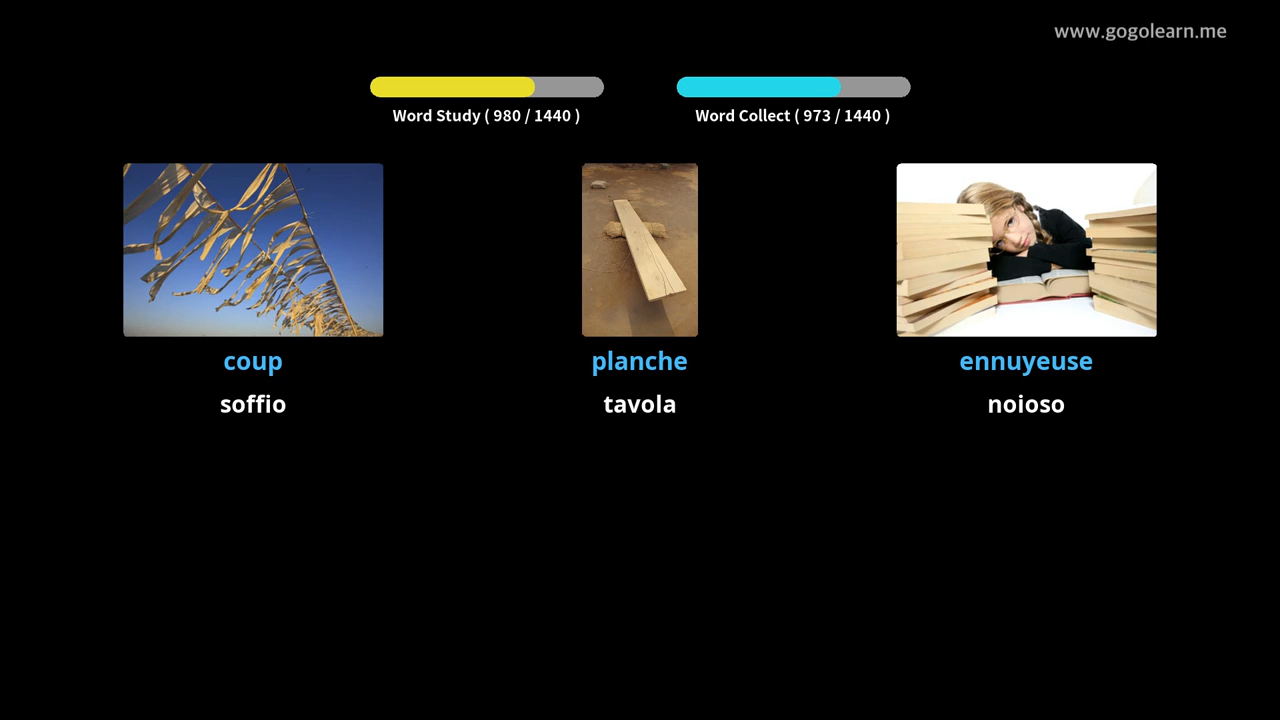 www.gogolearn.me
Word Study ( 980 / 1440 )
Word Collect ( 973 / 1440 )
coup
planche
ennuyeuse
soffio
tavola
noioso